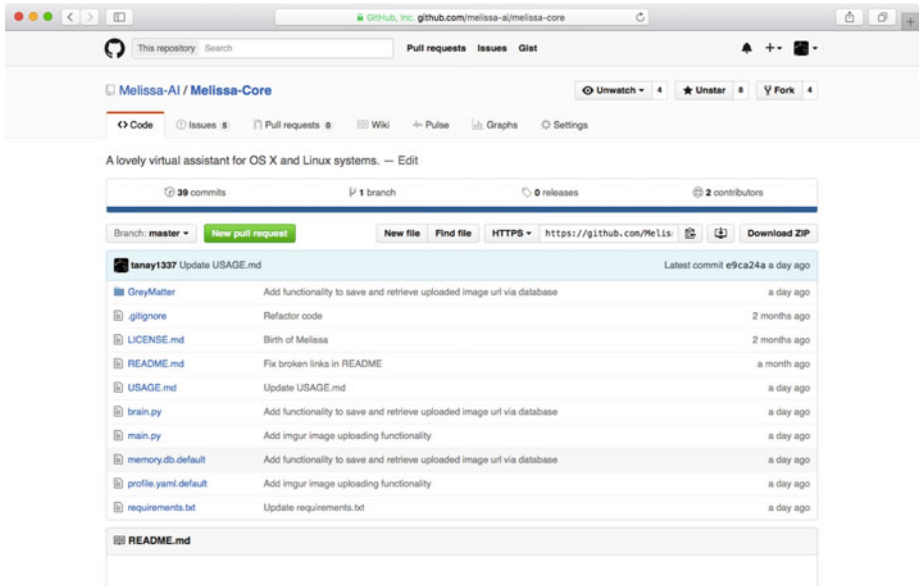 GitHub, Inc. github.com/melissa-ai/melissa-core
This repository Search Pull requests Issues Gist
Melissa-AI / Melissa-Core Unwatch 4 Unstar 8 Fork 4
Code Issues 5 Pull requests 0 Wiki Pulse Graphs Settings
A lovely virtual assistant for OS X and Linux systems. — Edit
39 commits 1 branch 0 releases 2 contributors
Branch: master New pull request New file Find file HTTPS https://github.com/Melis Download ZIP
tanay1337 Update USAGE.md Latest commit e9ca24a a day ago
GreyMatter Add functionality to save and retrieve uploaded image url via database a day ago
.gitignore Refactor code 2 months ago
LICENSE.md Birth of Melissa 2 months ago
README.md Fix broken links in README a month ago
USAGE.md Update USAGE.md a day ago
brain.py Add functionality to save and retrieve uploaded image url via database a day ago
main.py Add imgur image uploading functionality a day ago
memory.db.default Add functionality to save and retrieve uploaded image url via database a day ago
profile.yaml.default Add imgur image uploading functionality a day ago
requirements.txt Update requirements.txt a day ago
README.md